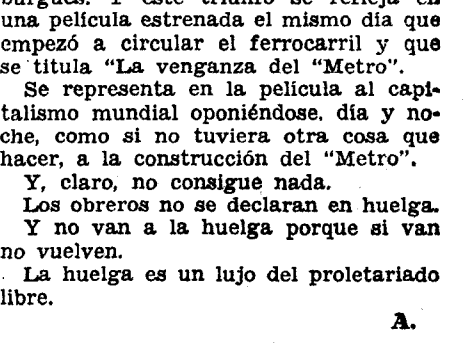 burgués. Y este triunfo se refleja en
una película estrenada el mismo día que
empezó a circular el ferrocarril y que
se titula “La venganza del “Metro”.
Se represente en la película al capi-
talismo mundial oponiéndose, día y no-
che, como si no tuviera otra cosa que
hacer, a la construcción del “Metro”.
Y, claro, no consigue nada.
Los obreros no se declaran en huelga.
Y no van a la huelga porque si van
no vuelven.
La huelga es un lujo del proletariado
libre.
A.